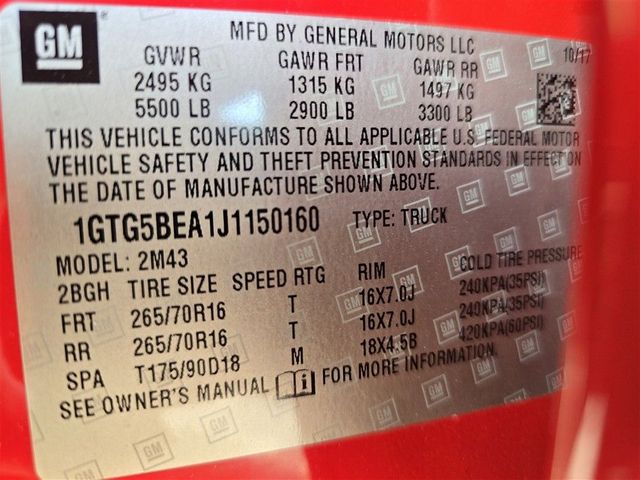 GM
MFD BY GENERAL MOTORS LLC
10/17
GVWR GAWR FRT GAWR RR
2495 KG 1315 KG 1497 KG
5500 LB 2900 LB 3300 LB
THIS VEHICLE CONFORMS TO ALL APPLICABLE U.S. FEDERAL MOTOR
VEHICLE SAFETY AND THEFT PREVENTION STANDARDS IN EFFECT ON
THE DATE OF MANUFACTURE SHOWN ABOVE.
1GTG5BEA1J1150160 TYPE: TRUCK
MODEL: 2M43
2BGH TIRE SIZE SPEED RTG RIM COLD TIRE PRESSURE
FRT 265/70R16 T 16X7.0J 240KPA(35PSI)
RR 265/70R16 T 16X7.0J 240KPA(35PSI)
SPA T175/90D18 M 18X4.5B 420KPA(60PSI)
SEE OWNER'S MANUAL i FOR MORE INFORMATION.